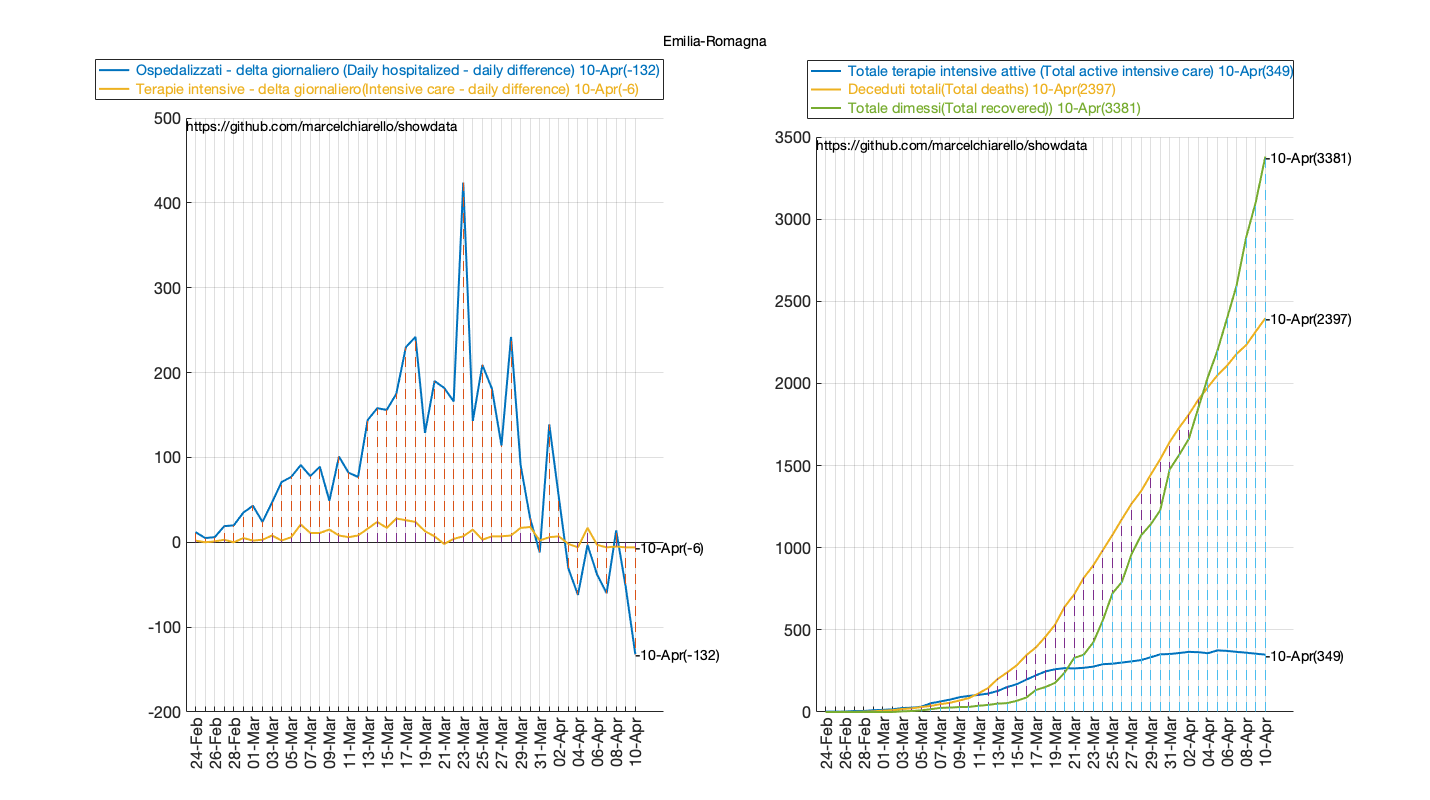 Emilia-Romagna
Ospedalizzati - delta giornaliero (Daily hospitalized - daily difference) 10-Apr(-132)
Terapie intensive - delta giornaliero(Intensive care - daily difference) 10-Apr(-6)
https://github.com/marcelchiarello/showdata
500
400
300
200
100
0
-100
-200
10-Apr(-6)
10-Apr(-132)
24-Feb
26-Feb
28-Feb
01-Mar
03-Mar
05-Mar
07-Mar
09-Mar
11-Mar
13-Mar
15-Mar
17-Mar
19-Mar
21-Mar
23-Mar
25-Mar
27-Mar
29-Mar
31-Mar
02-Apr
04-Apr
06-Apr
08-Apr
10-Apr
Totale terapie intensive attive (Total active intensive care) 10-Apr(349)
Deceduti totali(Total deaths) 10-Apr(2397)
Totale dimessi(Total recovered)) 10-Apr(3381)
https://github.com/marcelchiarello/showdata
3500
3000
2500
2000
1500
1000
500
0
10-Apr(3381)
10-Apr(2397)
10-Apr(349)
24-Feb
26-Feb
28-Feb
01-Mar
03-Mar
05-Mar
07-Mar
09-Mar
11-Mar
13-Mar
15-Mar
17-Mar
19-Mar
21-Mar
23-Mar
25-Mar
27-Mar
29-Mar
31-Mar
02-Apr
04-Apr
06-Apr
08-Apr
10-Apr